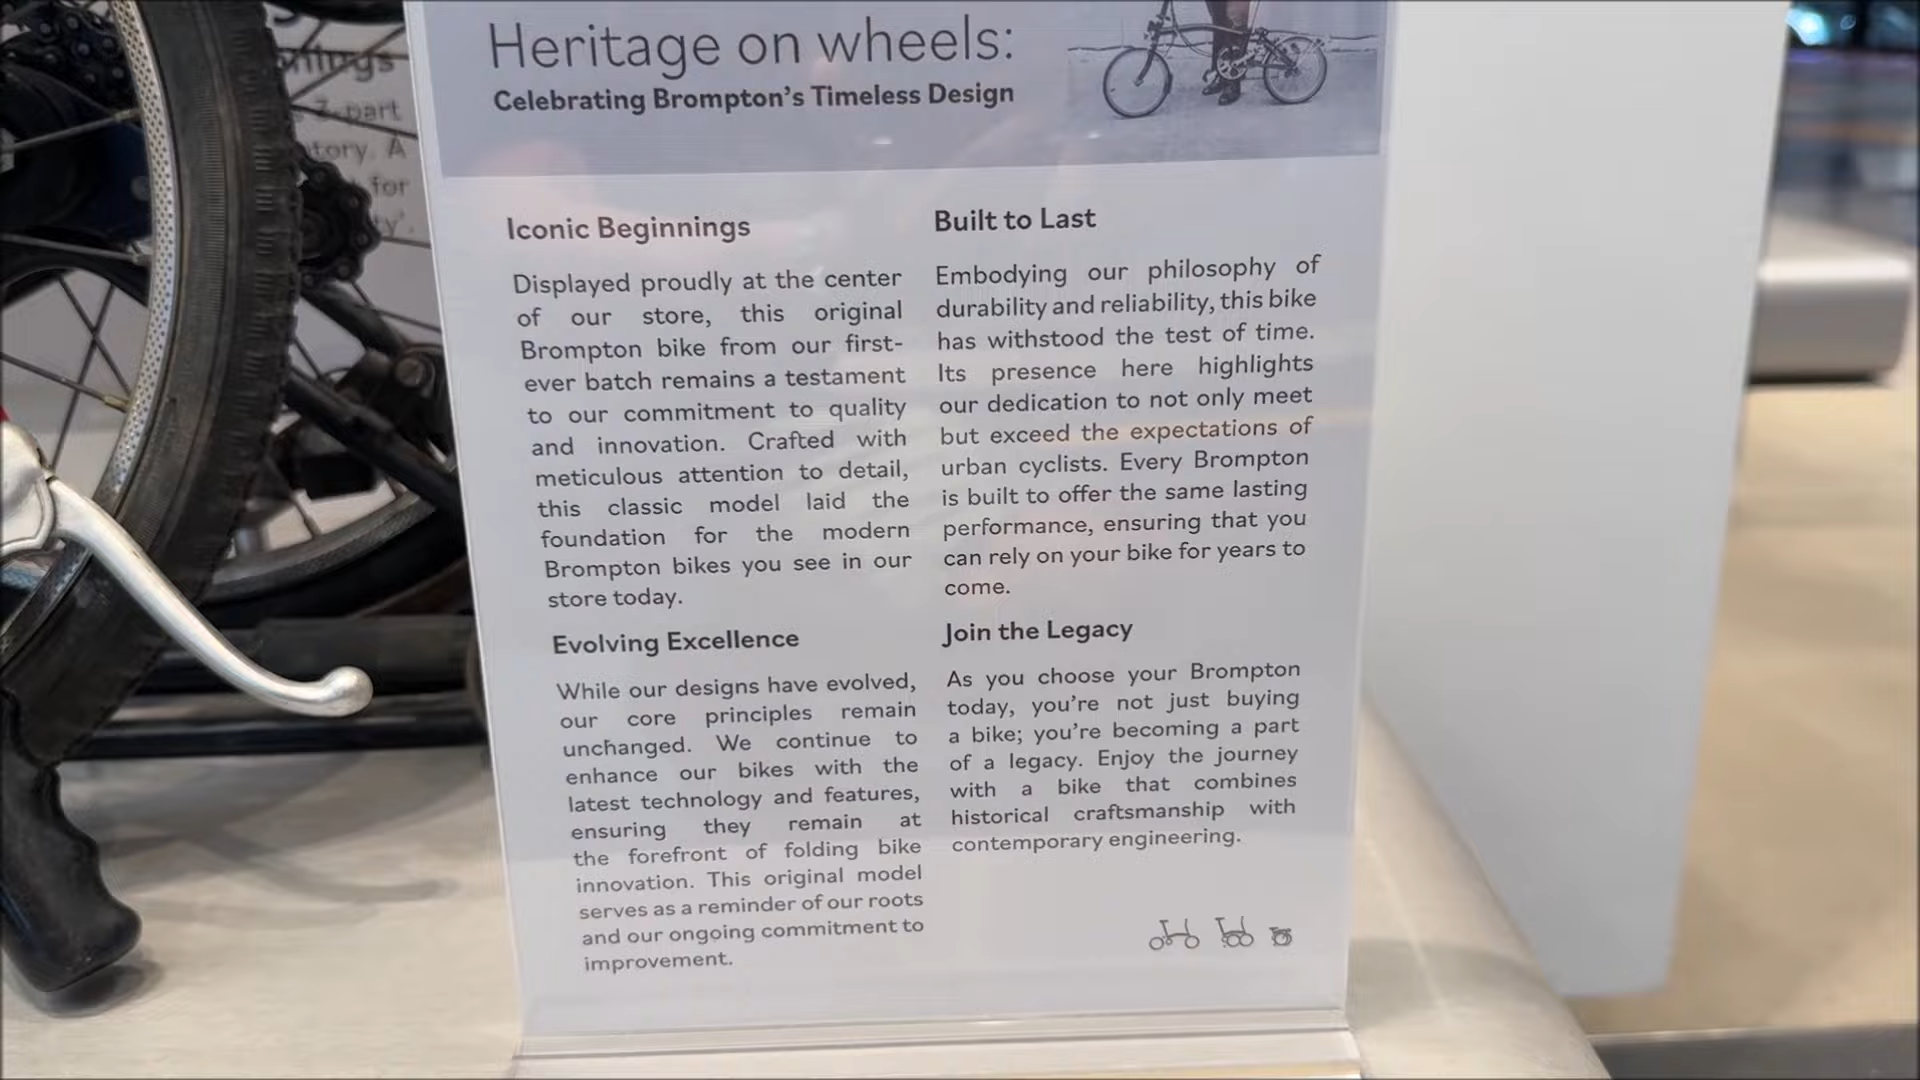 Heritage on wheels:
Celebrating Brompton's Timeless Design
Iconic Beginnings
Displayed proudly at the center
of our store, this original
Brompton bike from our first-
ever batch remains a testament
to our commitment to quality
and innovation. Crafted with
meticulous attention to detail,
this classic model laid the
foundation for the modern
Brompton bikes you see in our
store today.
Evolving Excellence
While our designs have evolved,
our core principles remain
unchanged. We continue to
enhance our bikes with the
latest technology and features,
ensuring they remain at
the forefront of folding bike
innovation. This original model
serves as a reminder of our roots
and our ongoing commitment to
improvement.
Built to Last
Embodying our philosophy of
durability and reliability, this bike
has withstood the test of time.
Its presence here highlights
our dedication to not only meet
but exceed the expectations of
urban cyclists. Every Brompton
is built to offer the same lasting
performance, ensuring that you
can rely on your bike for years to
come.
Join the Legacy
As you choose your Brompton
today, you're not just buying
a bike; you're becoming a part
of a legacy. Enjoy the journey
with a bike that combines
historical craftsmanship with
contemporary engineering.
part
A
for